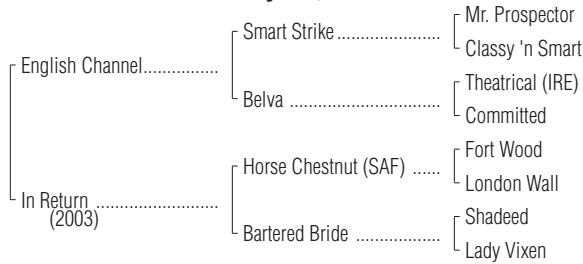 Mr. Prospector
Smart Strike ......................
Classy 'n Smart
English Channel...............
Theatrical (IRE)
Belva ................................
Committed
Fort Wood
Horse Chestnut (SAF) ......
London Wall
In Return .........................
(2003)
Shadeed
Bartered Bride ..................
Lady Vixen